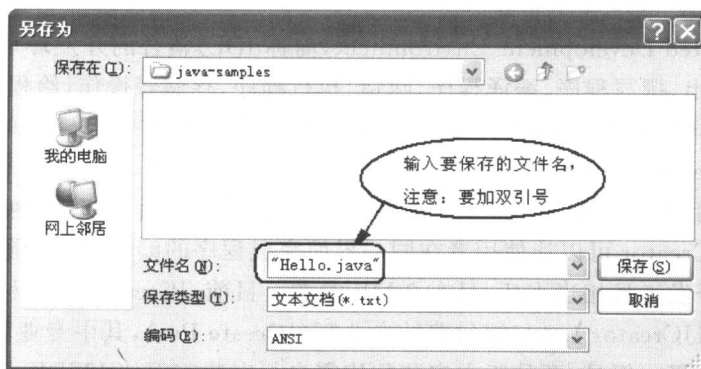 另存为
保存在(I):
java-samples
我的电脑
网上邻居
输入要保存的文件名,
注意: 要加双引号
文件名(N):
"Hello.java"
保存(S)
保存类型(T):
文本文档(*.txt)
取消
编码(E):
ANSI